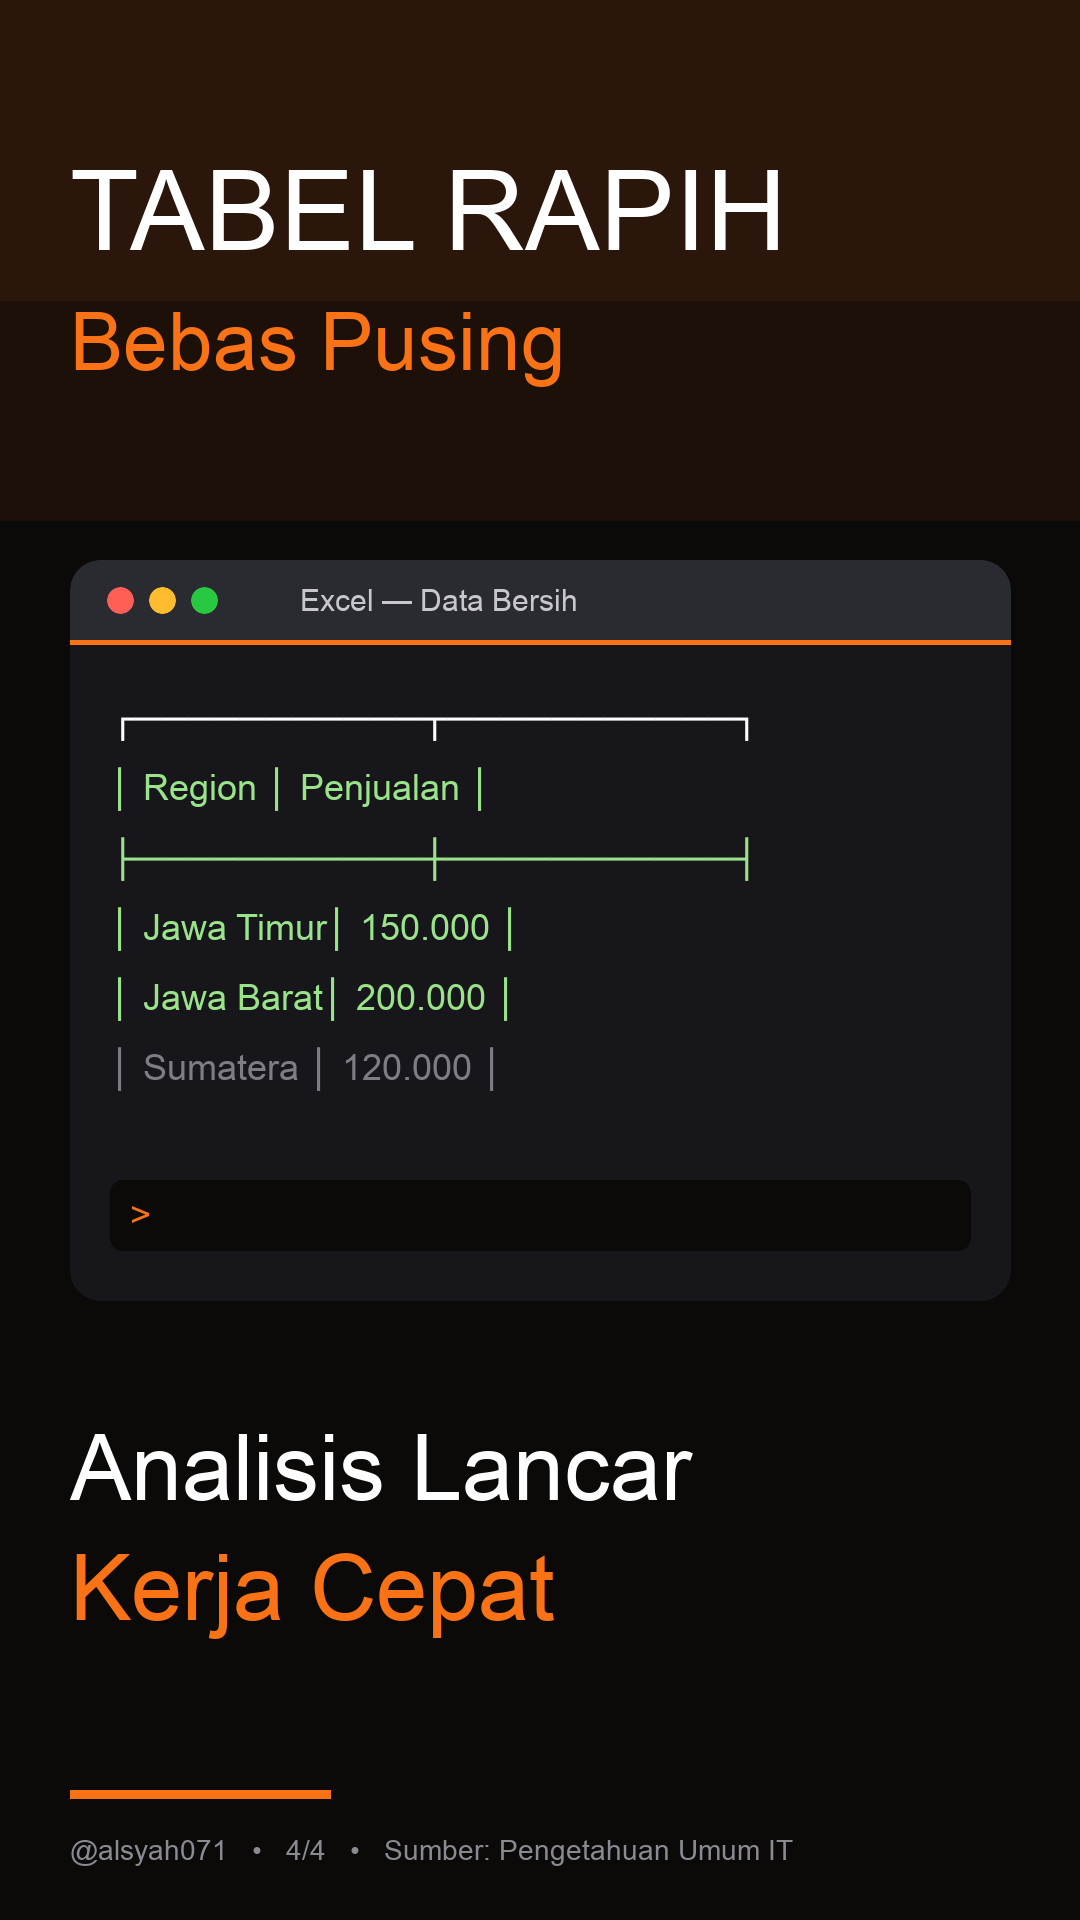 TABEL RAPIH
Bebas Pusing
Excel — Data Bersih
┌────────┬────────┐
│ Region │ Penjualan │
├────────┼────────┤
│ Jawa Timur│ 150.000 │
│ Jawa Barat│ 200.000 │
│ Sumatera │ 120.000 │
>
Analisis Lancar
Kerja Cepat
@alsyah071 • 4/4 • Sumber: Pengetahuan Umum IT